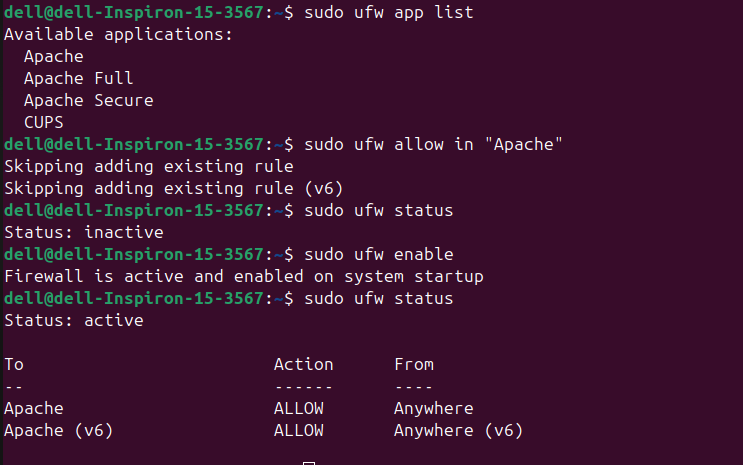 dell@dell-Inspiron-15-3567:~$ sudo ufw app list
Available applications:
  Apache
  Apache Full
  Apache Secure
  CUPS
dell@dell-Inspiron-15-3567:~$ sudo ufw allow in "Apache"
Skipping adding existing rule
Skipping adding existing rule (v6)
dell@dell-Inspiron-15-3567:~$ sudo ufw status
Status: inactive
dell@dell-Inspiron-15-3567:~$ sudo ufw enable
Firewall is active and enabled on system startup
dell@dell-Inspiron-15-3567:~$ sudo ufw status
Status: active

To                         Action      From
--                         ------      ----
Apache                     ALLOW       Anywhere
Apache (v6)                ALLOW       Anywhere (v6)